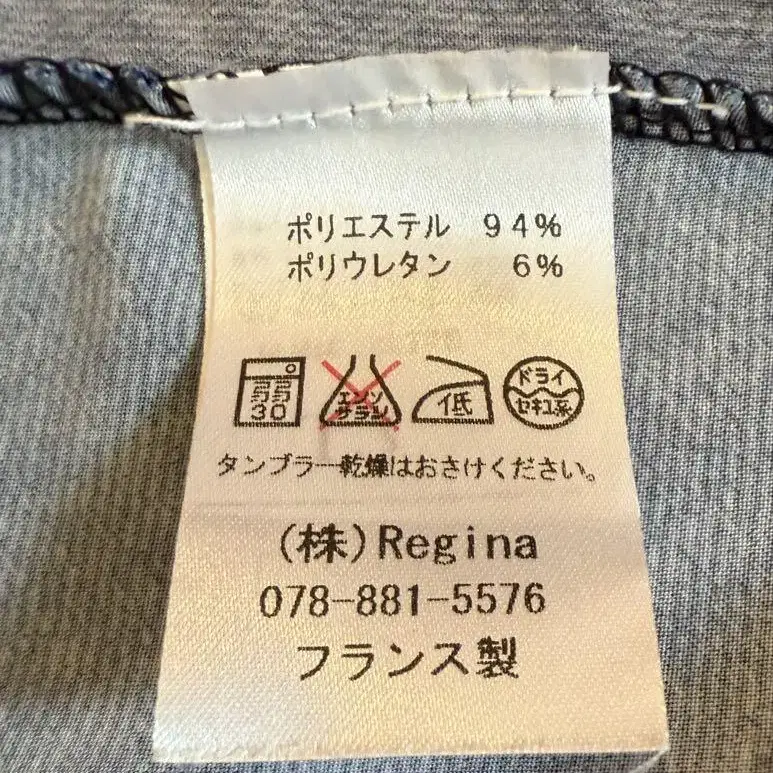 ポリエステル 94%
ポリウレタン 6%
弱 30 エンソサラシ 低 ドライ セキユ系
タンブラー乾燥はおさけください。
(株)Regina
078-881-5576
フランス製